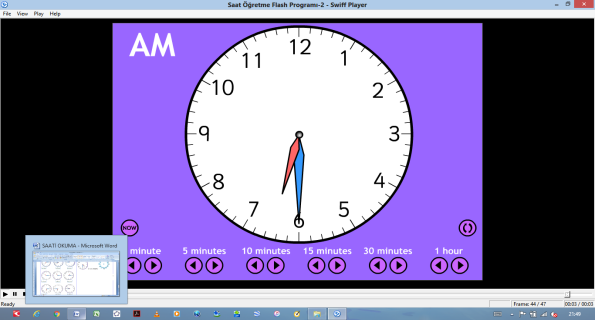 Saat Öğretme Flash Programı-2 - Swiff Player
File View Play Help
AM
12
11
1
10
2
9
3
8
4
7
5
6
NOW
SAATİ OKUMA - Microsoft Word
minute
5 minutes
10 minutes
15 minutes
30 minutes
1 hour
Ready
Frame: 44 / 47
00:03 / 00:03